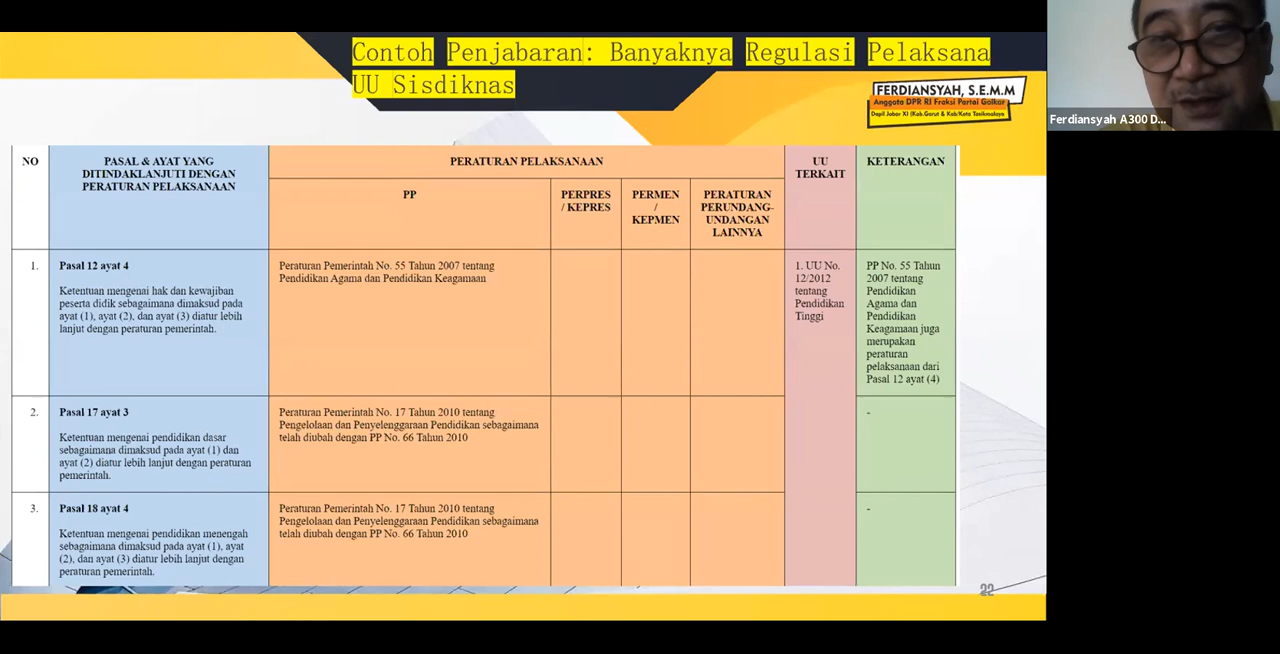 Contoh Penjabaran: Banyaknya Regulasi Pelaksana
UU Sisdiknas
FERDIANSYAH, S.E.M.M
Anggota DPR RI Fraksi Partai Golkar
Dapil Jabar XI (Kab.Garut & Kab/Kota Tasikmalaya
Ferdiansyah A300 D...
NO
PASAL & AYAT YANG
DITINDAKLANJUTI DENGAN
PERATURAN PELAKSANAAN
PERATURAN PELAKSANAAN
UU
TERKAIT
KETERANGAN
PP
PERPRES
/ KEPRES
PERMEN
/
KEPMEN
PERATURAN
PERUNDANG-
UNDANGAN
LAINNYA
1.
Pasal 12 ayat 4
Ketentuan mengenai hak dan kewajiban
peserta didik sebagaimana dimaksud pada
ayat (1), ayat (2), dan ayat (3) diatur lebih
lanjut dengan peraturan pemerintah.
Peraturan Pemerintah No. 55 Tahun 2007 tentang
Pendidikan Agama dan Pendidikan Keagamaan
1. UU No.
12/2012
tentang
Pendidikan
Tinggi
PP No. 55 Tahun
2007 tentang
Pendidikan
Agama dan
Pendidikan
Keagamaan juga
merupakan
peraturan
pelaksanaan dari
Pasal 12 ayat (4)
2.
Pasal 17 ayat 3
Ketentuan mengenai pendidikan dasar
sebagaimana dimaksud pada ayat (1) dan
ayat (2) diatur lebih lanjut dengan peraturan
pemerintah.
Peraturan Pemerintah No. 17 Tahun 2010 tentang
Pengelolaan dan Penyelenggaraan Pendidikan sebagaimana
telah diubah dengan PP No. 66 Tahun 2010
-
3.
Pasal 18 ayat 4
Ketentuan mengenai pendidikan menengah
sebagaimana dimaksud pada ayat (1), ayat
(2), dan ayat (3) diatur lebih lanjut dengan
peraturan pemerintah.
Peraturan Pemerintah No. 17 Tahun 2010 tentang
Pengelolaan dan Penyelenggaraan Pendidikan sebagaimana
telah diubah dengan PP No. 66 Tahun 2010
-
22